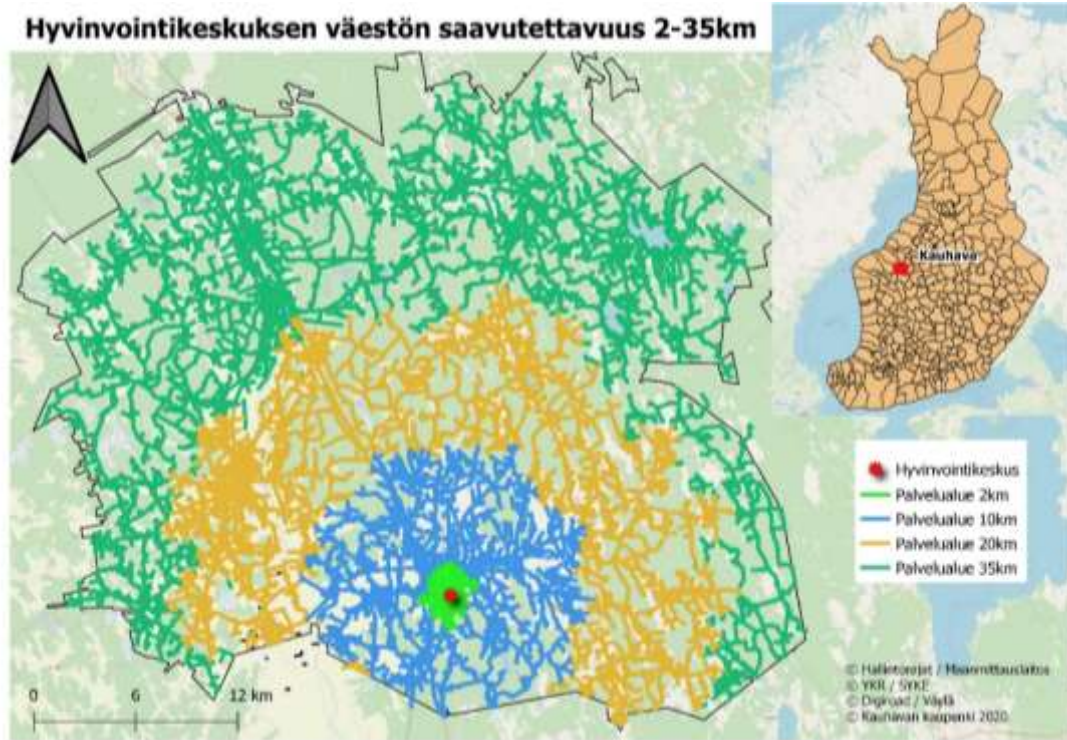 Hyvinvointikeskuksen väestön saavutettavuus 2-35km
Kauhava
Hyvinvointikeskus
Palvelualue 2km
Palvelualue 10km
Palvelualue 20km
Palvelualue 35km
0 6 12 km
© Hallintorajat / Maanmittauslaitos
© YKR / SYKE
© Digiroad / Väylä
© Kauhavan kaupunki 2020